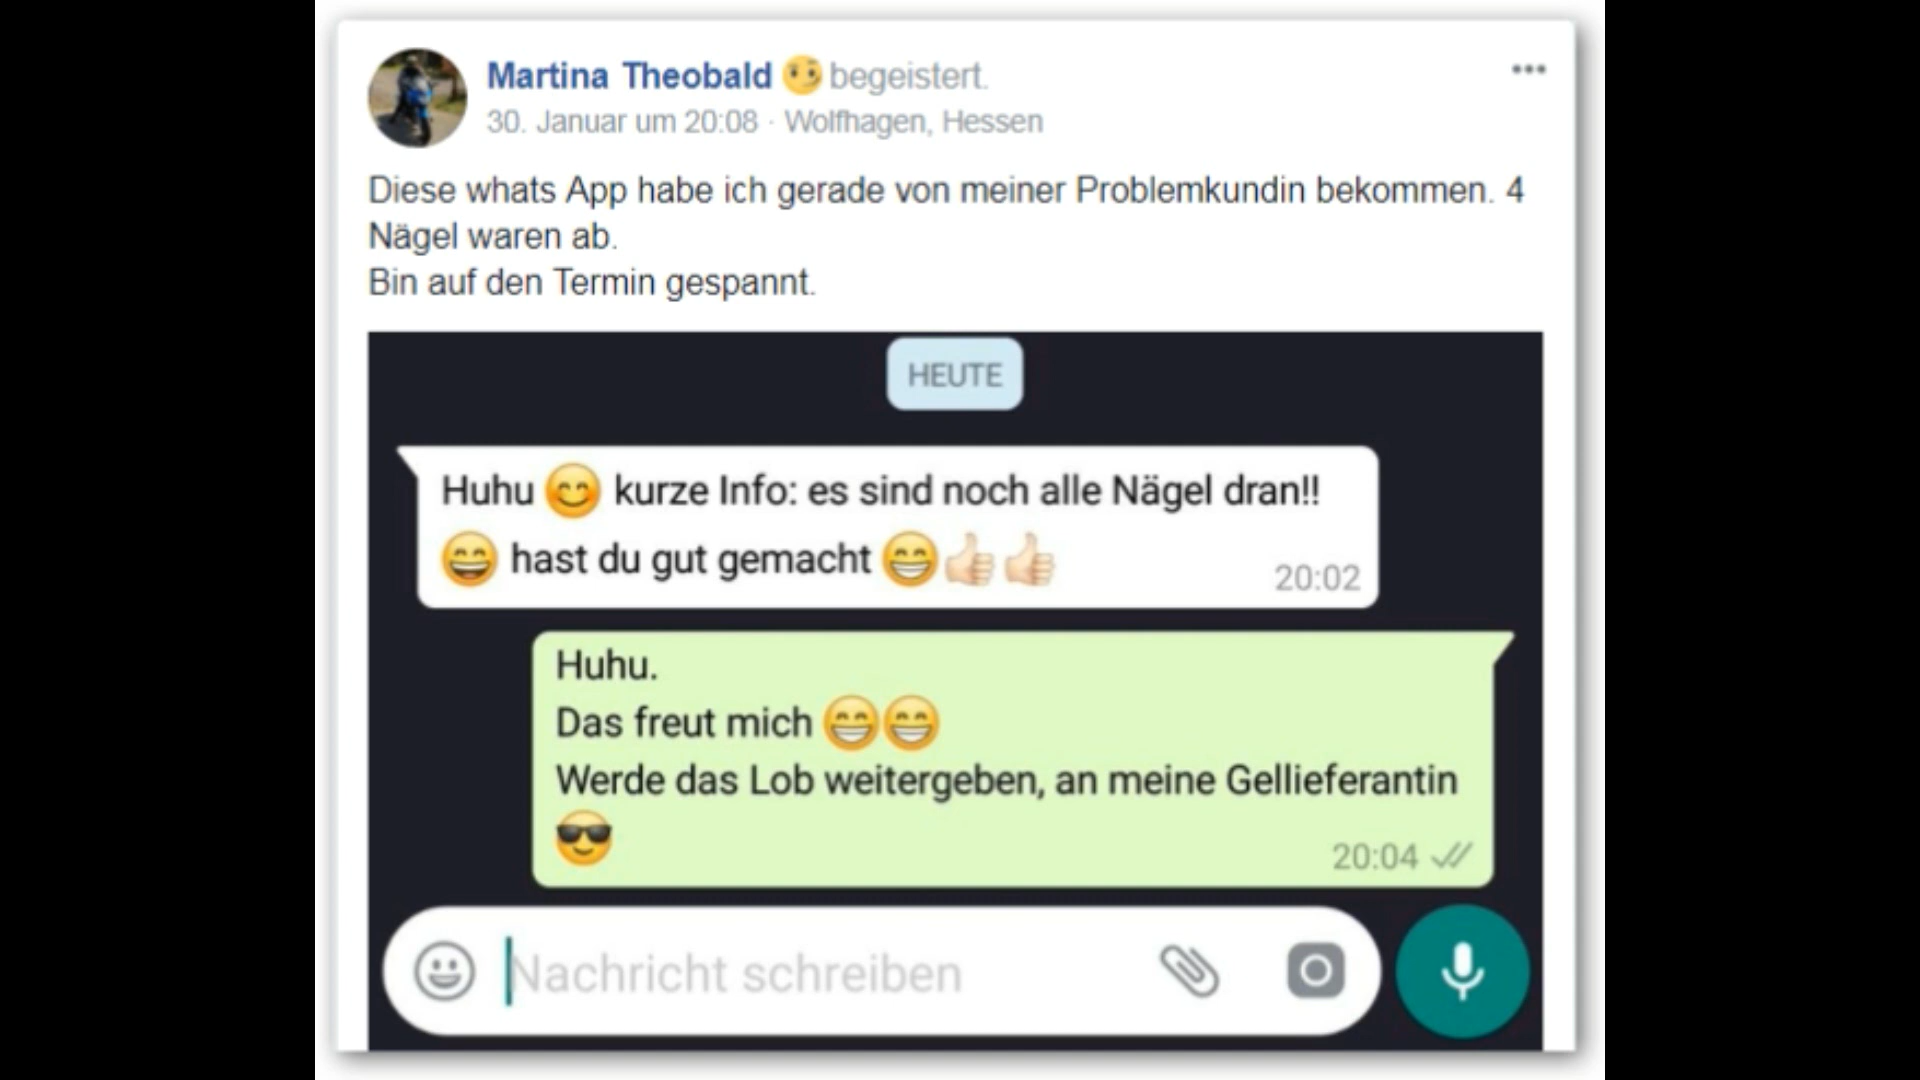 Martina Theobald 🤨 begeistert.
30. Januar um 20:08 · Wolfhagen, Hessen
Diese whats App habe ich gerade von meiner Problemkundin bekommen. 4
Nägel waren ab.
Bin auf den Termin gespannt.
HEUTE
Huhu 😊 kurze Info: es sind noch alle Nägel dran!!
😄 hast du gut gemacht 😁👍🏻👍🏻
20:02
Huhu.
Das freut mich 😁😁
Werde das Lob weitergeben, an meine Gellieferantin
😎
20:04
Nachricht schreiben